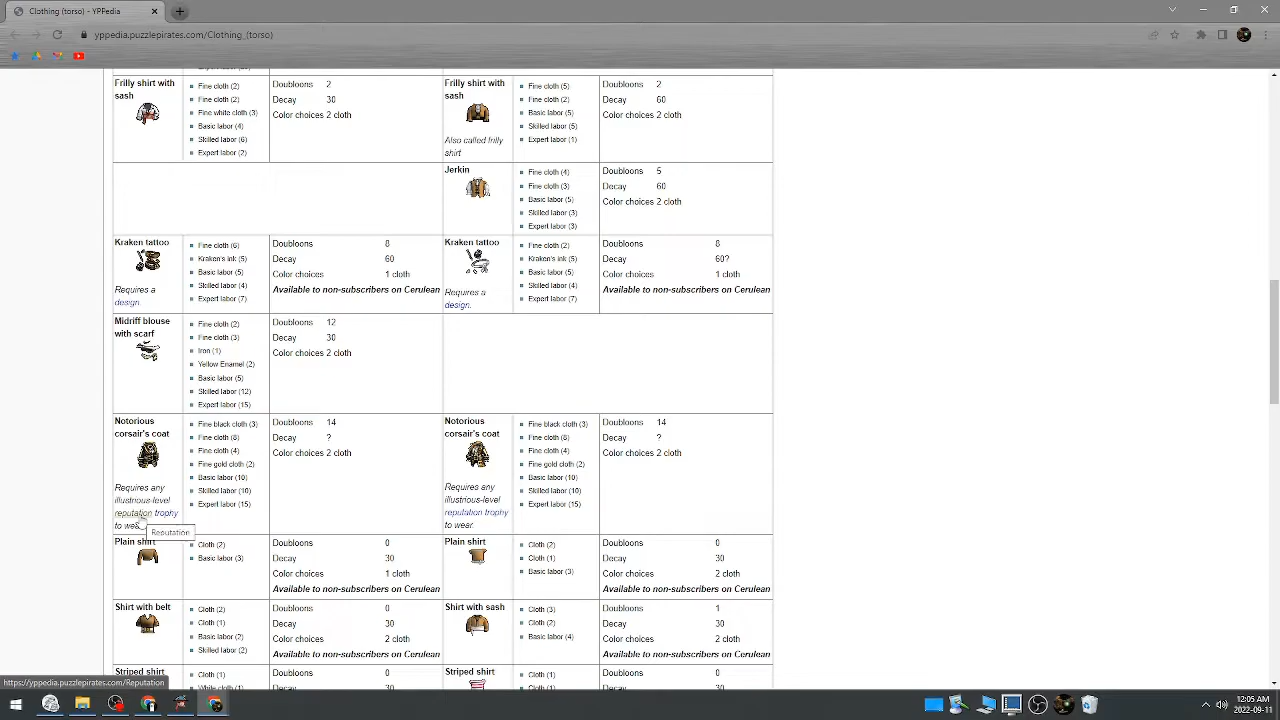 Clothing (torso) - YPPedia
yppedia.puzzlepirates.com/Clothing_(torso)
Frilly shirt with sash
Fine cloth (2)
Fine cloth (2)
Fine white cloth (3)
Basic labor (4)
Skilled labor (6)
Expert labor (2)
Doubloons 2
Decay 30
Color choices 2 cloth
Frilly shirt with sash
Also called frilly shirt
Fine cloth (5)
Fine cloth (2)
Basic labor (5)
Skilled labor (5)
Expert labor (1)
Doubloons 2
Decay 60
Color choices 2 cloth
Jerkin
Fine cloth (4)
Fine cloth (3)
Basic labor (5)
Skilled labor (3)
Expert labor (3)
Doubloons 5
Decay 60
Color choices 2 cloth
Kraken tattoo
Requires a design.
Fine cloth (6)
Kraken's ink (5)
Basic labor (5)
Skilled labor (4)
Expert labor (7)
Doubloons 8
Decay 60
Color choices 1 cloth
Available to non-subscribers on Cerulean
Kraken tattoo
Requires a design.
Fine cloth (2)
Kraken's ink (5)
Basic labor (5)
Skilled labor (4)
Expert labor (7)
Doubloons 8
Decay 60?
Color choices 1 cloth
Available to non-subscribers on Cerulean
Midriff blouse with scarf
Fine cloth (2)
Fine cloth (3)
Iron (1)
Yellow Enamel (2)
Basic labor (5)
Skilled labor (12)
Expert labor (15)
Doubloons 12
Decay 30
Color choices 2 cloth
Notorious corsair's coat
Requires any illustrious-level reputation trophy to wear.
Fine black cloth (3)
Fine cloth (8)
Fine cloth (4)
Fine gold cloth (2)
Basic labor (10)
Skilled labor (10)
Expert labor (15)
Doubloons 14
Decay ?
Color choices 2 cloth
Notorious corsair's coat
Requires any illustrious-level reputation trophy to wear.
Fine black cloth (3)
Fine cloth (8)
Fine cloth (4)
Fine gold cloth (2)
Basic labor (10)
Skilled labor (10)
Expert labor (15)
Doubloons 14
Decay ?
Color choices 2 cloth
Reputation
Plain shirt
Cloth (2)
Basic labor (3)
Doubloons 0
Decay 30
Color choices 1 cloth
Available to non-subscribers on Cerulean
Plain shirt
Cloth (2)
Cloth (1)
Basic labor (3)
Doubloons 0
Decay 30
Color choices 2 cloth
Available to non-subscribers on Cerulean
Shirt with belt
Cloth (2)
Cloth (1)
Basic labor (2)
Skilled labor (2)
Doubloons 0
Decay 30
Color choices 2 cloth
Available to non-subscribers on Cerulean
Shirt with sash
Cloth (3)
Cloth (2)
Basic labor (4)
Doubloons 1
Decay 30
Color choices 2 cloth
Available to non-subscribers on Cerulean
Striped shirt
Cloth (1)
White cloth (1)
Doubloons 0
Decay 30
Striped shirt
Cloth (1)
White cloth (1)
Doubloons 0
Decay 30
https://yppedia.puzzlepirates.com/Reputation
12:05 AM
2022-09-11